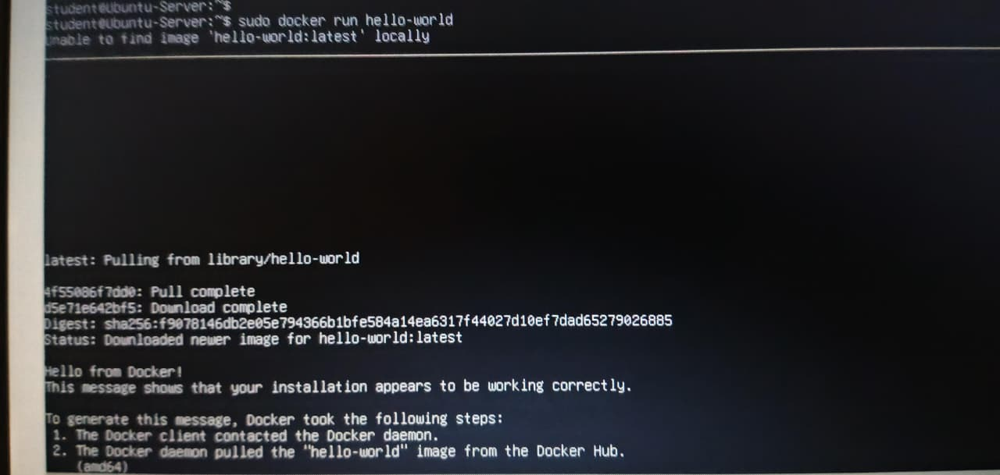 student@Ubuntu-Server:~$
student@Ubuntu-Server:~$ sudo docker run hello-world
Unable to find image 'hello-world:latest' locally
latest: Pulling from library/hello-world
4f55086f7dd0: Pull complete
d5e71e642bf5: Download complete
Digest: sha256:f9078146db2e05e794366b1bfe584a14ea6317f44027d10ef7dad65279026885
Status: Downloaded newer image for hello-world:latest
Hello from Docker!
This message shows that your installation appears to be working correctly.
To generate this message, Docker took the following steps:
1. The Docker client contacted the Docker daemon.
2. The Docker daemon pulled the "hello-world" image from the Docker Hub.
(amd64)